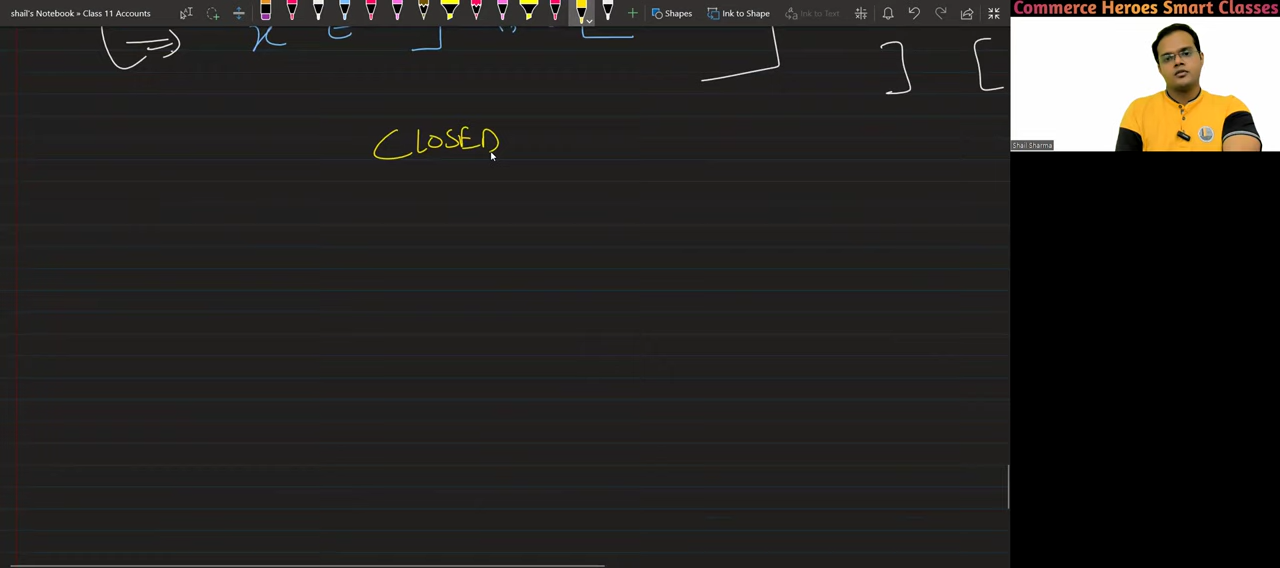 shail's Notebook » Class 11 Accounts
Shapes
Ink to Shape
Ink to Text
Commerce Heroes Smart Classes
] [
x ∈
CLOSED
Shail Sharma